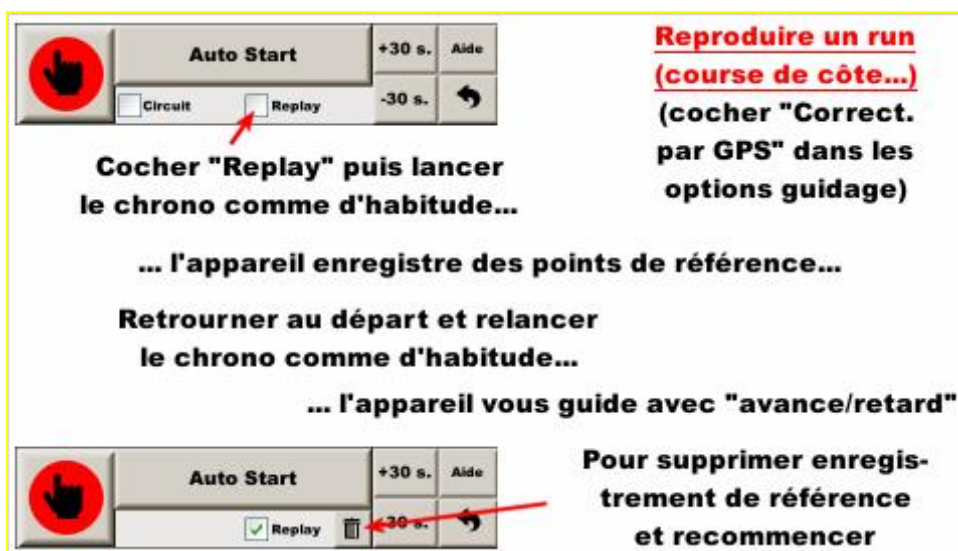 Auto Start
+30 s.
Aide
Circuit
Replay
-30 s.
Reproduire un run
(course de côte...)
(cocher "Correct.
par GPS" dans les
options guidage)
Cocher "Replay" puis lancer
le chrono comme d'habitude...
... l'appareil enregistre des points de référence...
Retrourner au départ et relancer
le chrono comme d'habitude...
... l'appareil vous guide avec "avance/retard"
Auto Start
+30 s.
Aide
Replay
-30 s.
Pour supprimer enregis-
trement de référence
et recommencer